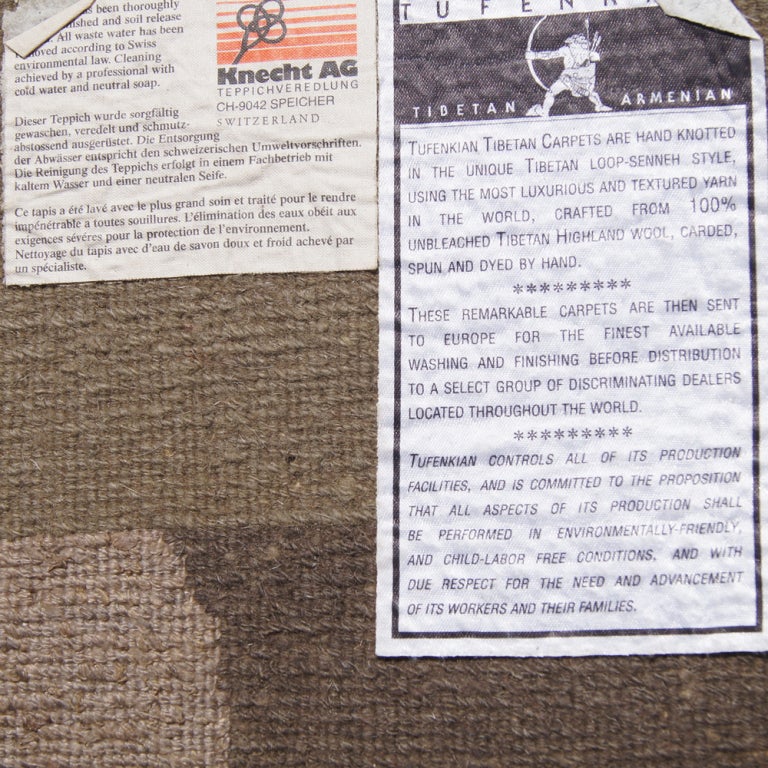 been thoroughly
and soil release
All waste water has been
according to Swiss
environmental law. Cleaning
achieved by a professional with
cold water and neutral soap.
Knecht AG
TEPPICHVEREDLUNG
CH-9042 SPEICHER
SWITZERLAND
Dieser Teppich wurde sorgfältig
gewaschen, veredelt und schmutz-
abstossend ausgerüstet. Die Entsorgung
der Abwässer entspricht den schweizerischen Umweltvorschriften.
Die Reinigung des Teppichs erfolgt in einem Fachbetrieb mit
kaltem Wasser und einer neutralen Seife.
Ce tapis a été lavé avec le plus grand soin et traité pour le rendre
impénétrable a toutes souillures. L'élimination des eaux obéit aux
exigences sévéres pour la protection de l'environnement.
Nettoyage du tapis avec d'eau de savon doux et froid achevé par
un spécialiste.
TUFENK
TIBETAN ARMENIAN
TUFENKIAN TIBETAN CARPETS ARE HAND KNOTTED
IN THE UNIQUE TIBETAN LOOP-SENNEH STYLE,
USING THE MOST LUXURIOUS AND TEXTURED YARN
IN THE WORLD, CRAFTED FROM 100%
UNBLEACHED TIBETAN HIGHLAND WOOL, CARDED,
SPUN AND DYED BY HAND.
*********
THESE REMARKABLE CARPETS ARE THEN SENT
TO EUROPE FOR THE FINEST AVAILABLE
WASHING AND FINISHING BEFORE DISTRIBUTION
TO A SELECT GROUP OF DISCRIMINATING DEALERS
LOCATED THROUGHOUT THE WORLD.
*********
TUFENKIAN CONTROLS ALL OF ITS PRODUCTION
FACILITIES, AND IS COMMITTED TO THE PROPOSITION
THAT ALL ASPECTS OF ITS PRODUCTION SHALL
BE PERFORMED IN ENVIRONMENTALLY-FRIENDLY,
AND CHILD-LABOR FREE CONDITIONS, AND WITH
DUE RESPECT FOR THE NEED AND ADVANCEMENT
OF ITS WORKERS AND THEIR FAMILIES.